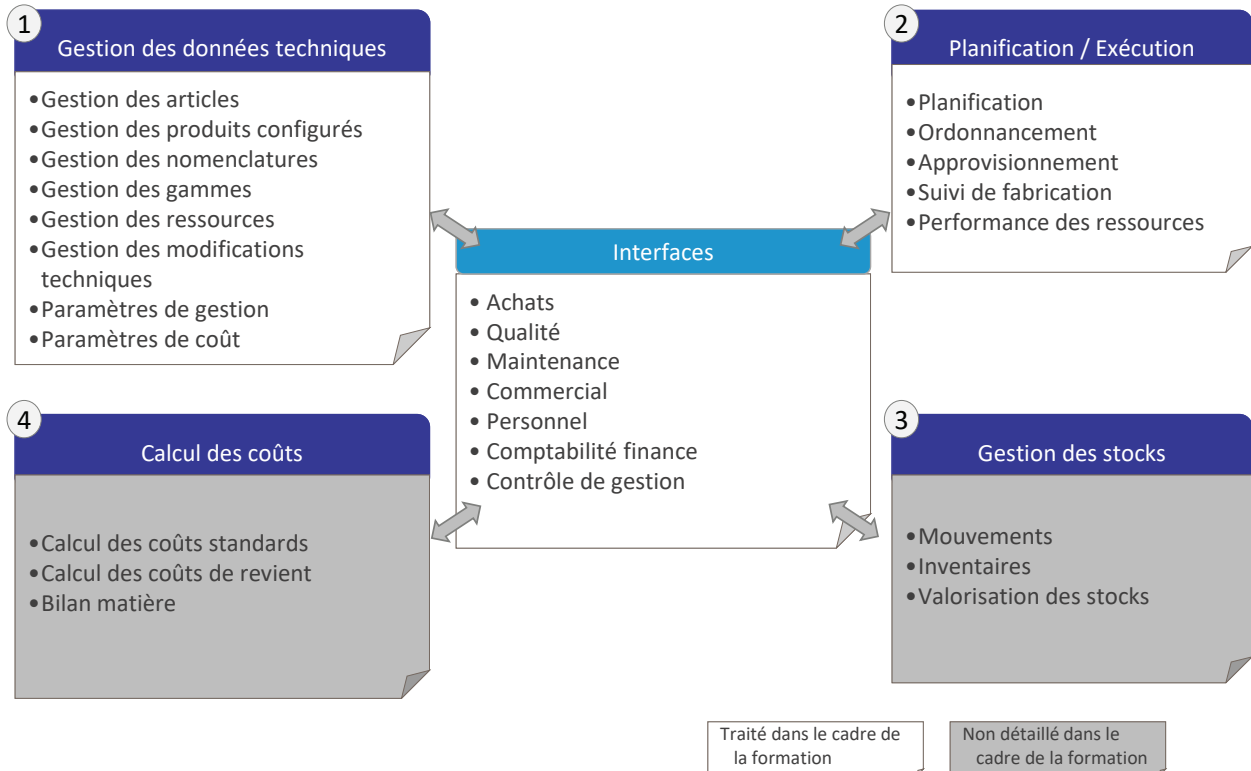 1
Gestion des données techniques
•Gestion des articles
•Gestion des produits configurés
•Gestion des nomenclatures
•Gestion des gammes
•Gestion des ressources
•Gestion des modifications
techniques
•Paramètres de gestion
•Paramètres de coût
2
Planification / Exécution
•Planification
•Ordonnancement
•Approvisionnement
•Suivi de fabrication
•Performance des ressources
Interfaces
• Achats
• Qualité
• Maintenance
• Commercial
• Personnel
• Comptabilité finance
• Contrôle de gestion
4
Calcul des coûts
•Calcul des coûts standards
•Calcul des coûts de revient
•Bilan matière
3
Gestion des stocks
•Mouvements
•Inventaires
•Valorisation des stocks
Traité dans le cadre de
la formation
Non détaillé dans le
cadre de la formation